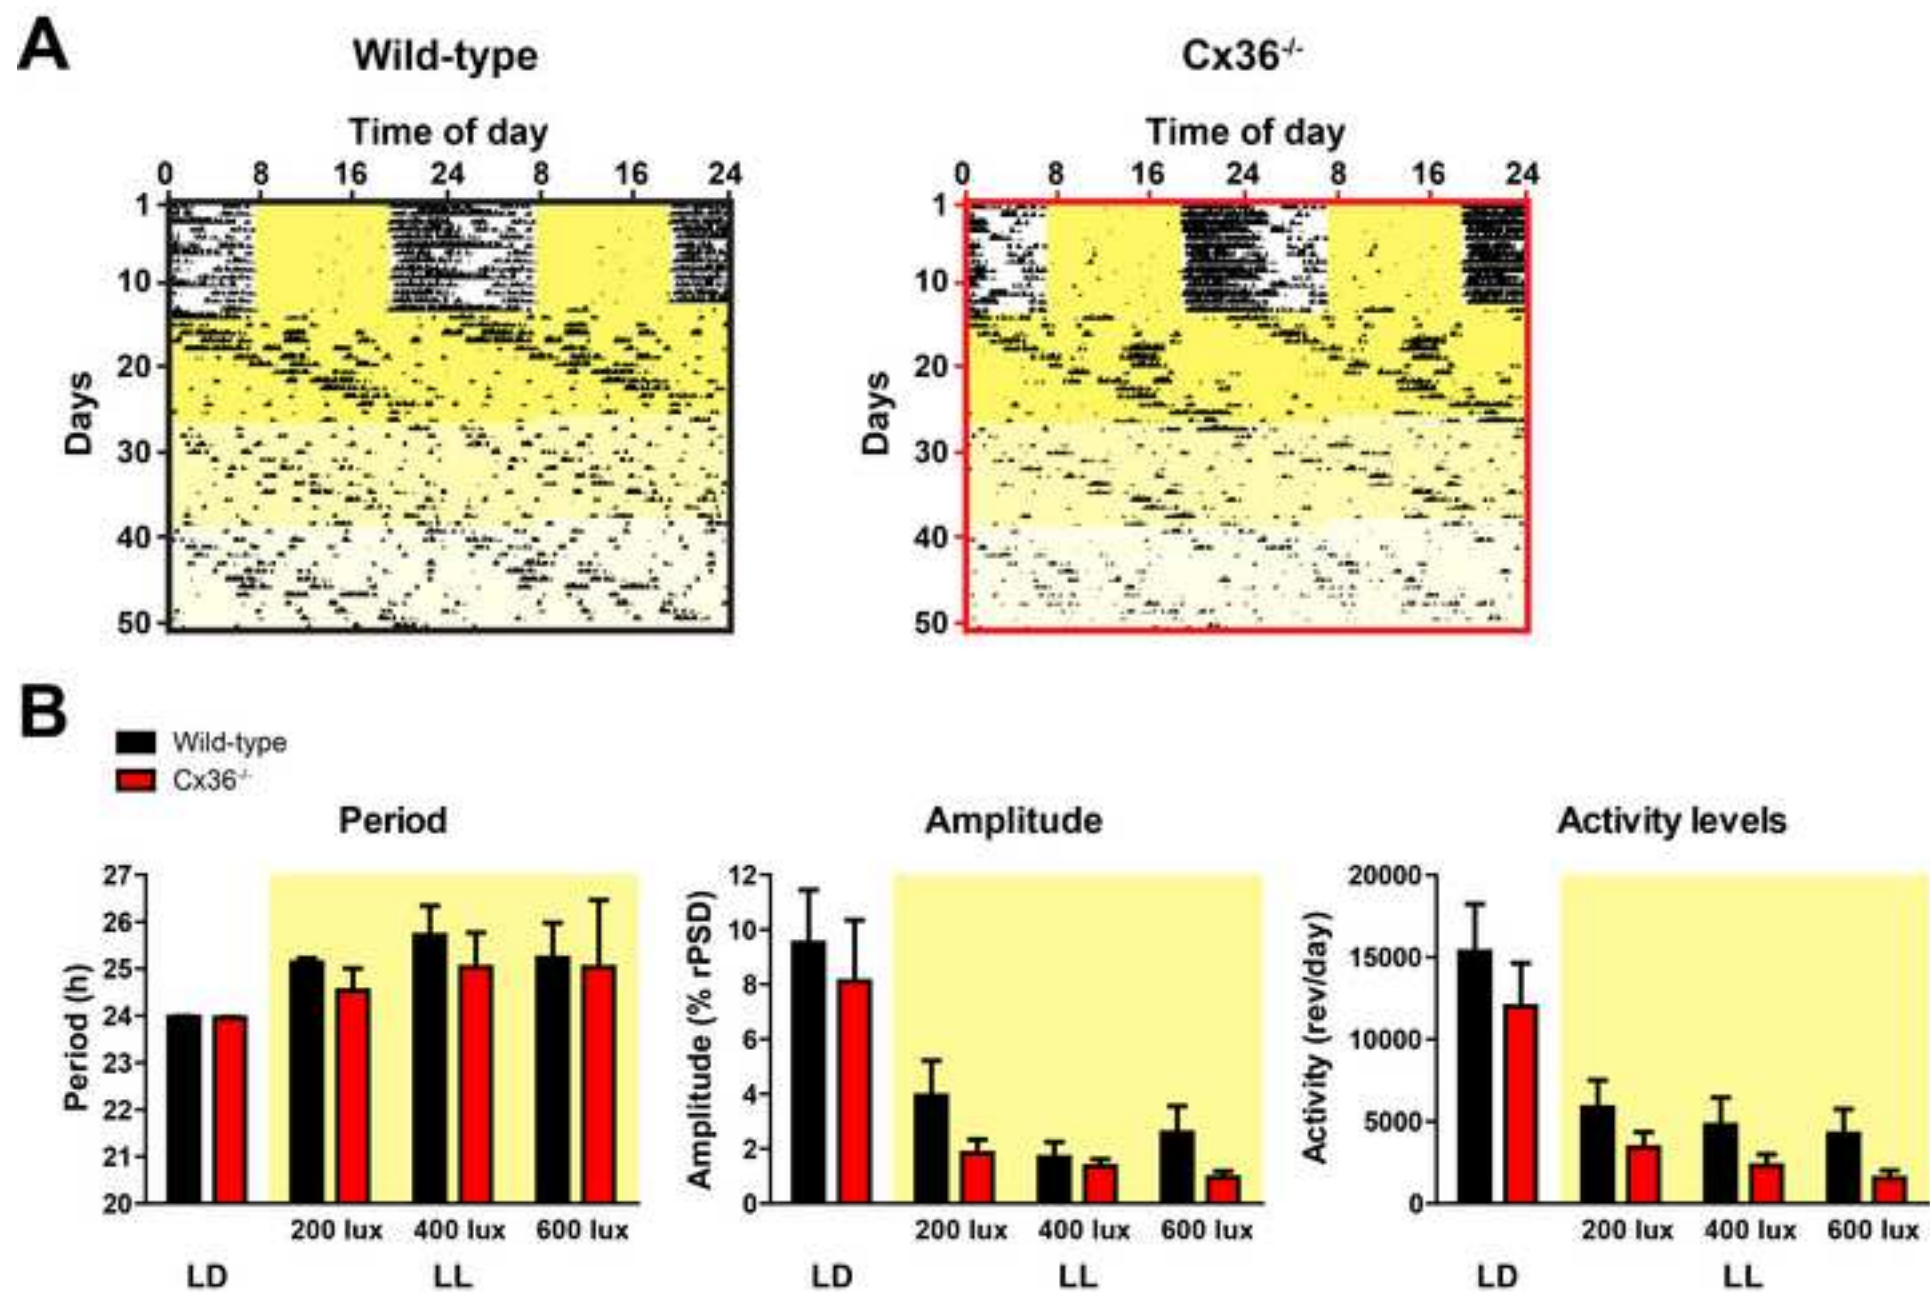 A
Wild-type
Cx36-/-
Time of day
Time of day
0 8 16 24 8 16 24
0 8 16 24 8 16 24
Days
1
10
20
30
40
50
Days
1
10
20
30
40
50
B
Wild-type
Cx36-/-
Period
Amplitude
Activity levels
Period (h)
27
26
25
24
23
22
21
20
200 lux 400 lux 600 lux
LD LL
Amplitude (% rPSD)
12
10
8
6
4
2
0
200 lux 400 lux 600 lux
LD LL
Activity (rev/day)
20000
15000
10000
5000
0
200 lux 400 lux 600 lux
LD LL